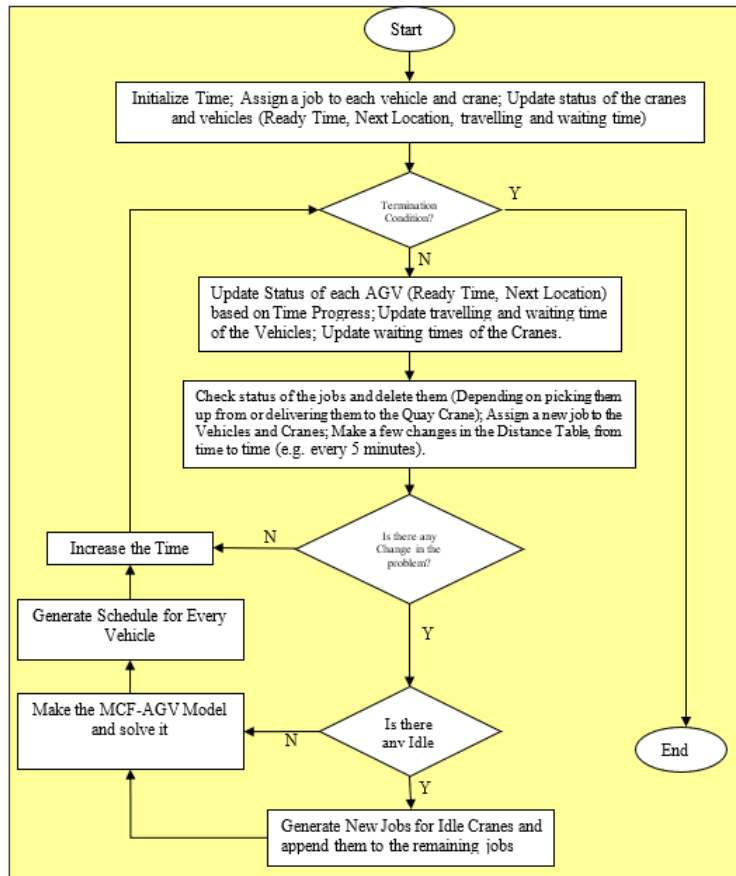 Start
Initialize Time; Assign a job to each vehicle and crane; Update status of the cranes
and vehicles (Ready Time, Next Location, travelling and waiting time)
Termination
Condition?
Y
N
Update Status of each AGV (Ready Time, Next Location)
based on Time Progress; Update travelling and waiting time
of the Vehicles; Update waiting times of the Cranes.
Check status of the jobs and delete them (Depending on picking them
up from or delivering them to the Quay Crane); Assign a new job to the
Vehicles and Cranes; Make a few changes in the Distance Table, from
time to time (e.g. every 5 minutes).
Is there any
Change in the
problem?
N
Increase the Time
Y
Generate Schedule for Every
Vehicle
Make the MCF-AGV Model
and solve it
Is there
any Idle
N
Y
End
Generate New Jobs for Idle Cranes and
append them to the remaining jobs